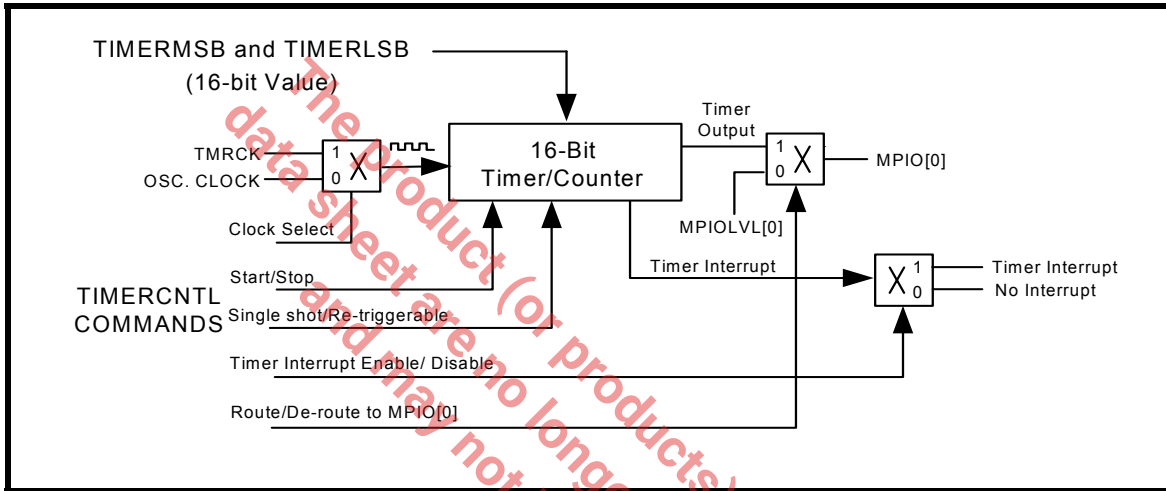 TIMERMSB and TIMERLSB
(16-bit Value)
TMRCK
OSC. CLOCK
1
0
X
Clock Select
16-Bit
Timer/Counter
Timer
Output
1
0
X
MPIO[0]
MPIOLVL[0]
Start/Stop
Timer Interrupt
X
1
0
Timer Interrupt
No Interrupt
TIMERCNTL
COMMANDS
Single shot/Re-triggerable
Timer Interrupt Enable/ Disable
Route/De-route to MPIO[0]
The product (or products)
data sheet are no longe
and may not